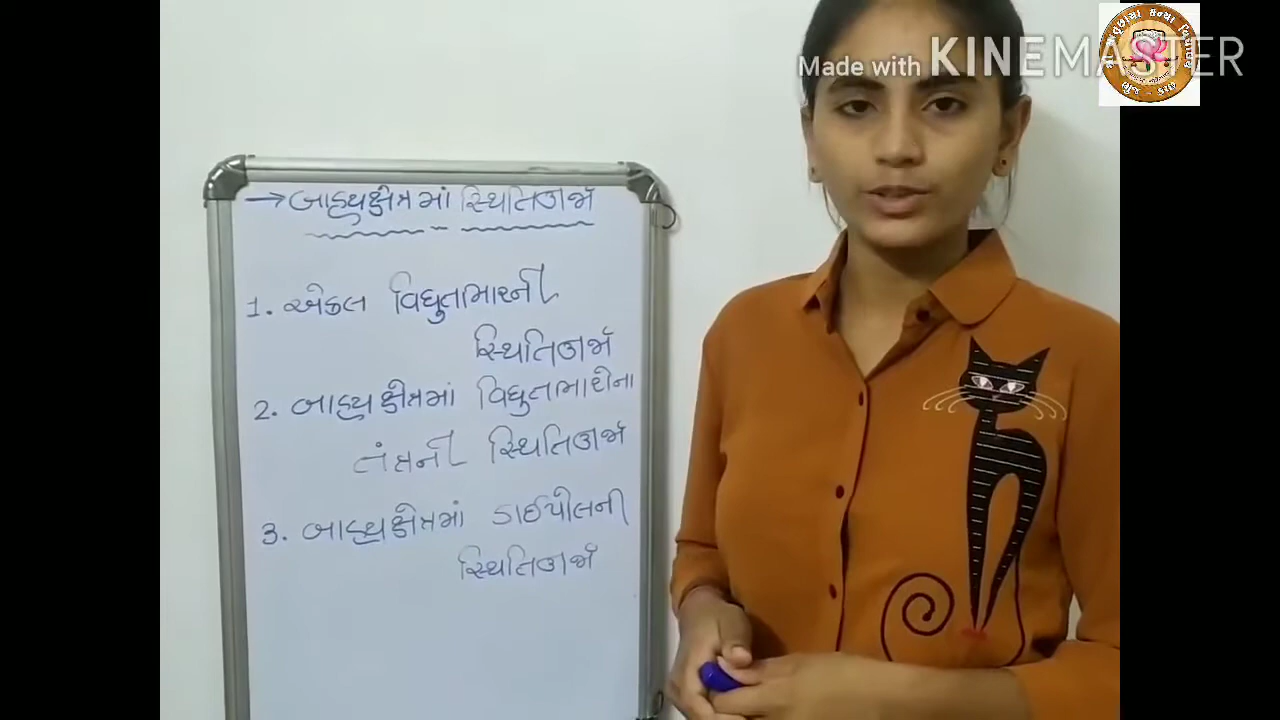 Made with KINEMASTER
→ બાહ્યક્ષેત્રમાં સ્થિતિઊર્જા
1. એકલ વિદ્યુતભારની
સ્થિતિઊર્જા
2. બાહ્યક્ષેત્રમાં વિદ્યુતભારોના
તંત્રની સ્થિતિઊર્જા
3. બાહ્યક્ષેત્રમાં ડાઈપોલની
સ્થિતિઊર્જા